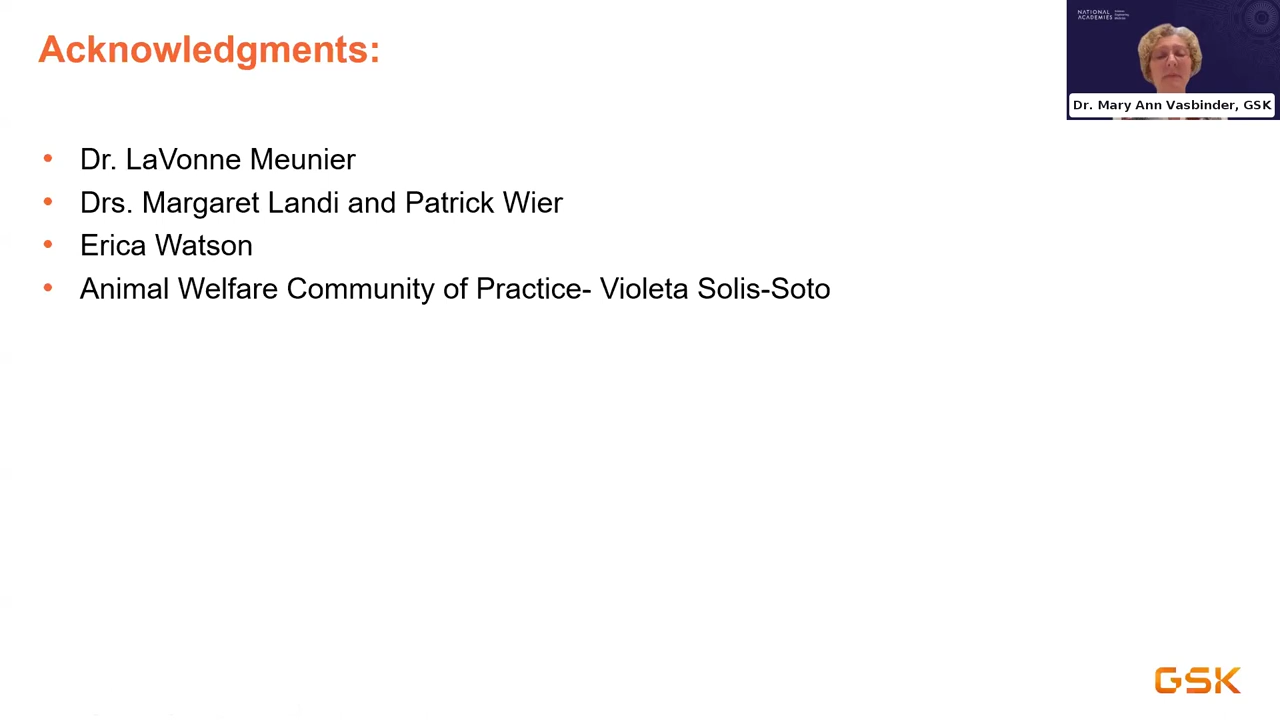 Acknowledgments:
NATIONAL
ACADEMIES
Dr. Mary Ann Vasbinder, GSK
• Dr. LaVonne Meunier
• Drs. Margaret Landi and Patrick Wier
• Erica Watson
• Animal Welfare Community of Practice- Violeta Solis-Soto
GSK